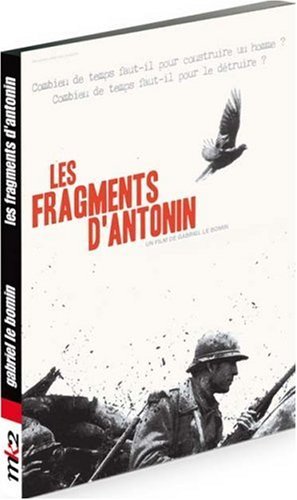 Combien de temps faut-il pour construire un homme ?
Combien de temps faut-il pour le détruire ?
LES
FRAGMENTS
D'ANTONIN
UN FILM DE GABRIEL LE BOMIN
les fragments d'antonin
gabriel le bomin
mk2